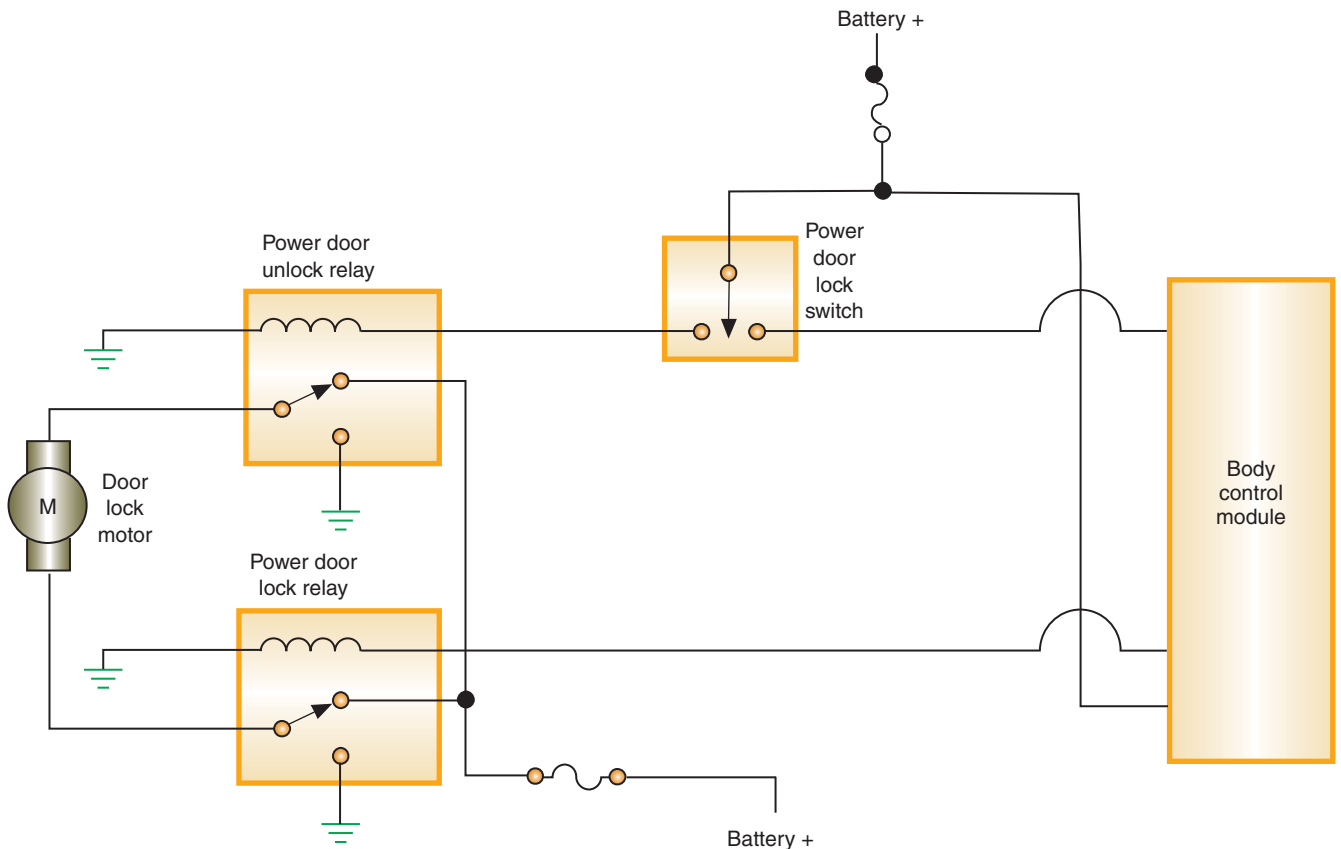 Battery +
Power door
unlock relay
Power
door
lock
switch
Door
lock
motor
M
Body
control
module
Power door
lock relay
Battery +